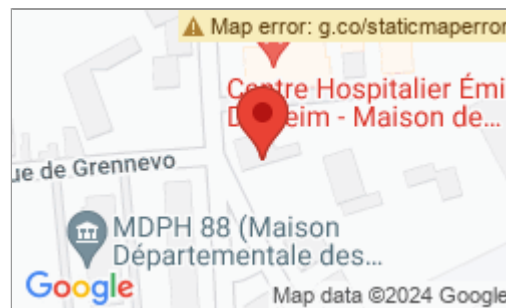 Map error: g.co/staticmaperror
Centre Hospitalier Émi
D eim - Maison de...
ue de Grennevo
MDPH 88 (Maison
Départementale des...
Google
Map data ©2024 Google